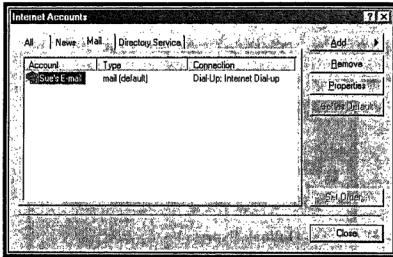 Internet Accounts
All News Mail Directory Service
Add
Remove
Properties
Set as Default
Account Type Connection
Sue's E-mail mail (default) Dial-Up: Internet Dial-up
Set Order...
Close